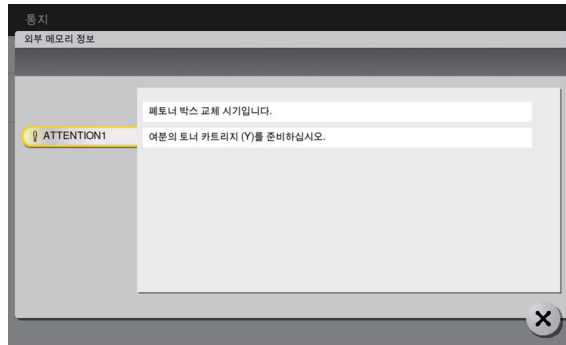 통지
외부 메모리 정보
폐토너 박스 교체 시기입니다.
ATTENTION1
여분의 토너 카트리지 (Y)를 준비하십시오.